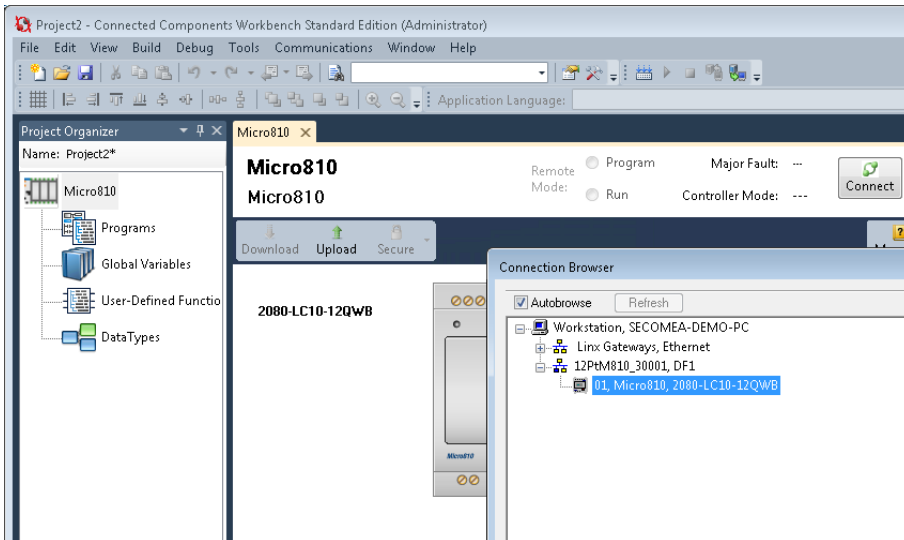 Project2 - Connected Components Workbench Standard Edition (Administrator)
File Edit View Build Debug Tools Communications Window Help
Application Language:
Project Organizer
Name: Project2*
Micro810
Programs
Global Variables
User-Defined Functio
DataTypes
Micro810
Micro810
Micro810
Remote Mode:
Program
Run
Major Fault: ---
Controller Mode: ---
Connect
Download Upload Secure
2080-LC10-12QWB
Micro810
Connection Browser
Autobrowse Refresh
Workstation, SECOMEA-DEMO-PC
Linx Gateways, Ethernet
12PtM810_30001, DF1
01, Micro810, 2080-LC10-12QWB